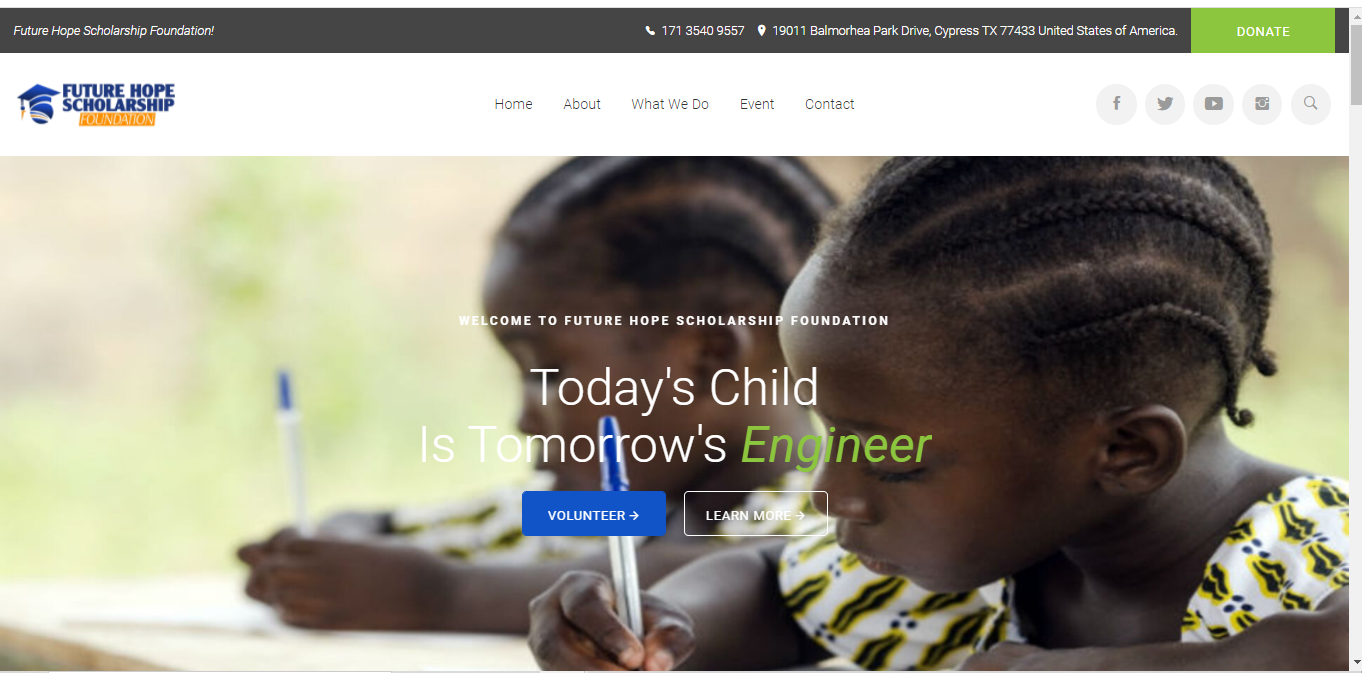 Future Hope Scholarship Foundation!
171 3540 9557
19011 Balmorhea Park Drive, Cypress TX 77433 United States of America.
DONATE
FUTURE HOPE
SCHOLARSHIP
FOUNDATION
Home About What We Do Event Contact
WELCOME TO FUTURE HOPE SCHOLARSHIP FOUNDATION
Today's Child
Is Tomorrow's Engineer
VOLUNTEER →
LEARN MORE →